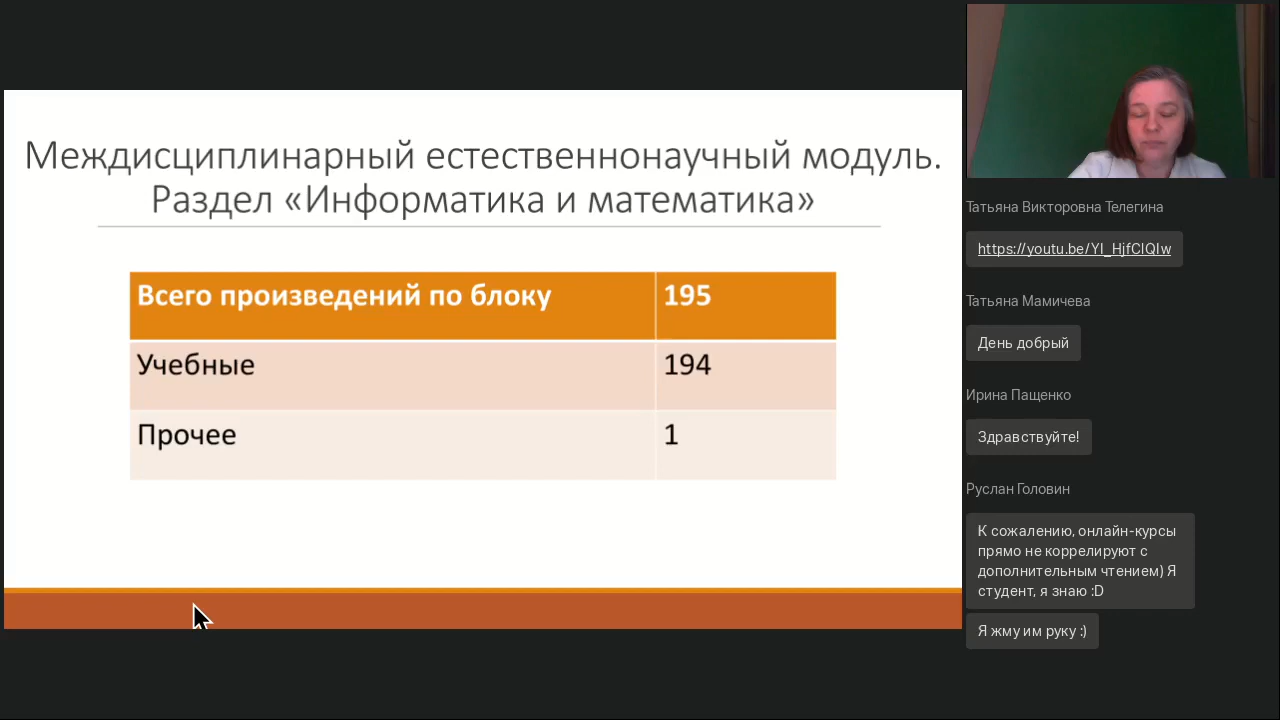 Междисциплинарный естественнонаучный модуль.
Раздел «Информатика и математика»
Всего произведений по блоку 195
Учебные 194
Прочее 1
Татьяна Викторовна Телегина
https://youtu.be/YI_HjfClQIw
Татьяна Мамичева
День добрый
Ирина Пащенко
Здравствуйте!
Руслан Головин
К сожалению, онлайн-курсы
прямо не коррелируют с
дополнительным чтением) Я
студент, я знаю :D
Я жму им руку :)